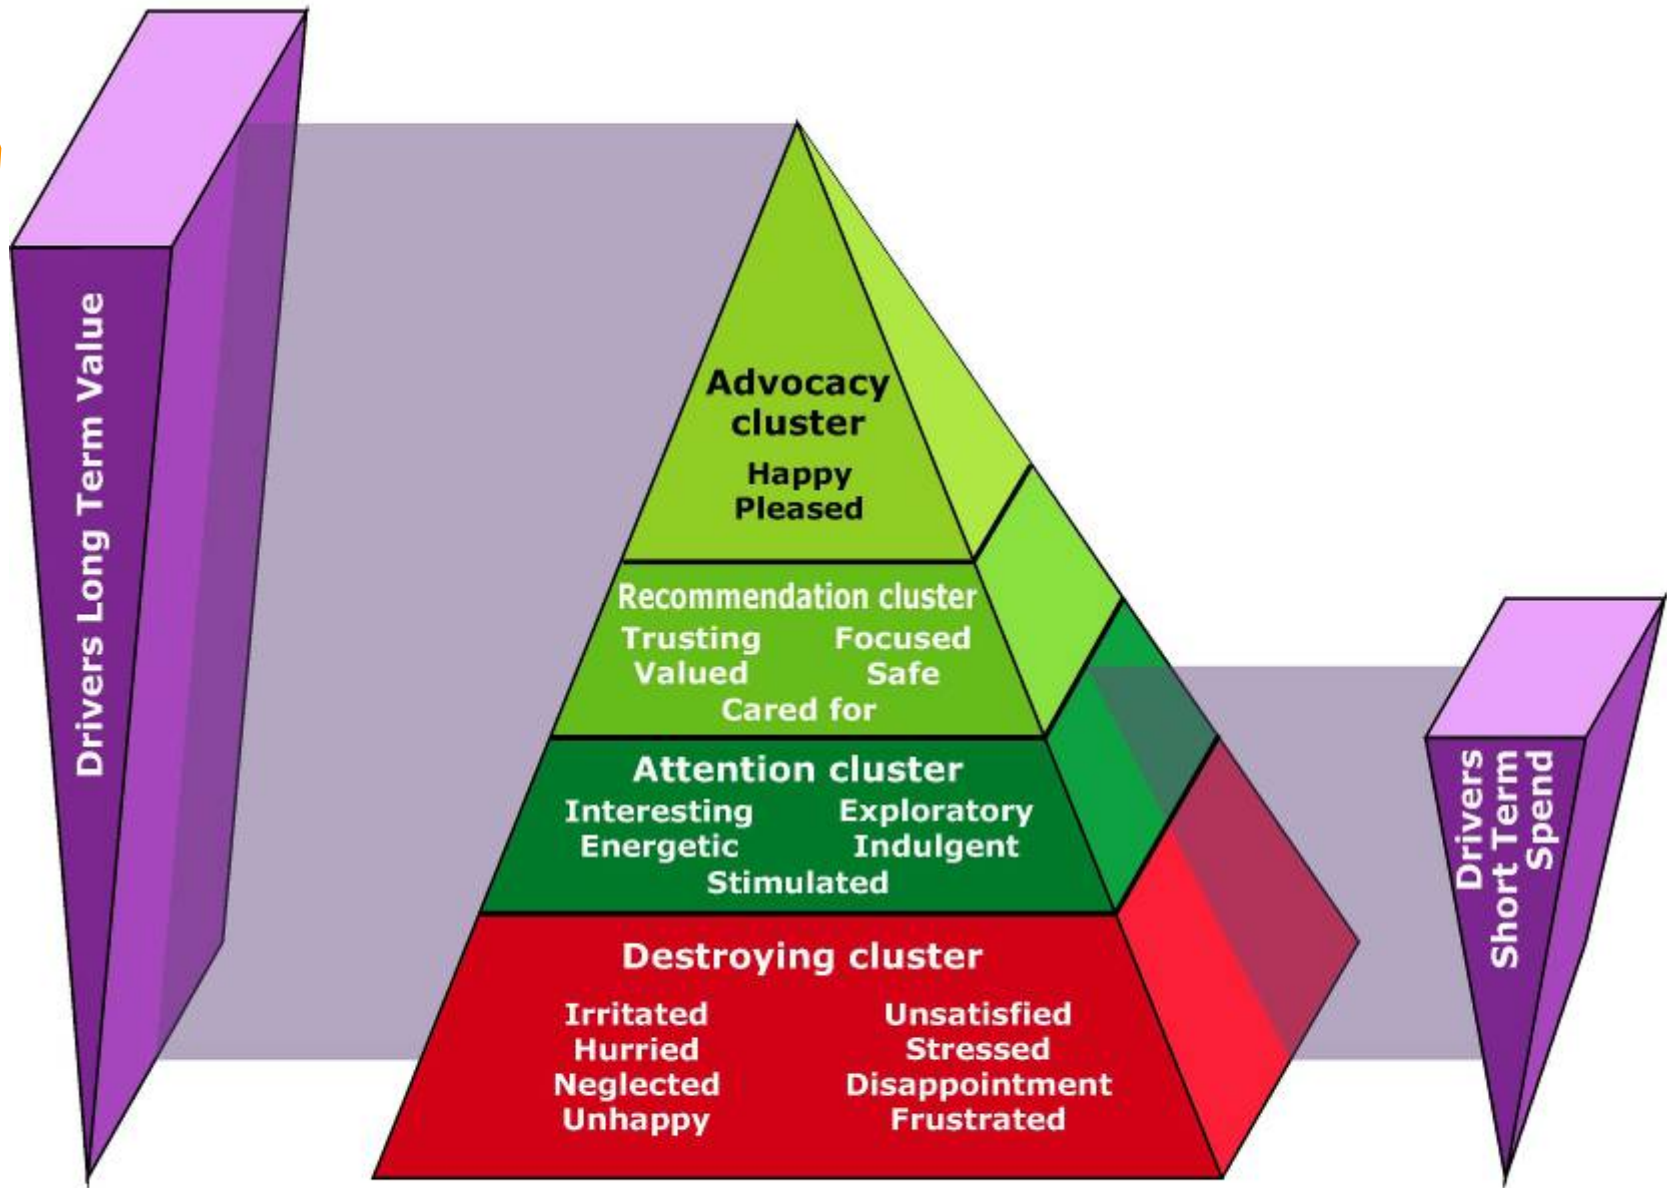 Drivers Long Term Value
Advocacy
cluster
Happy
Pleased
Recommendation cluster
Trusting Focused
Valued Safe
Cared for
Attention cluster
Interesting Exploratory
Energetic Indulgent
Stimulated
Destroying cluster
Irritated Unsatisfied
Hurried Stressed
Neglected Disappointment
Unhappy Frustrated
Drivers
Short Term
Spend